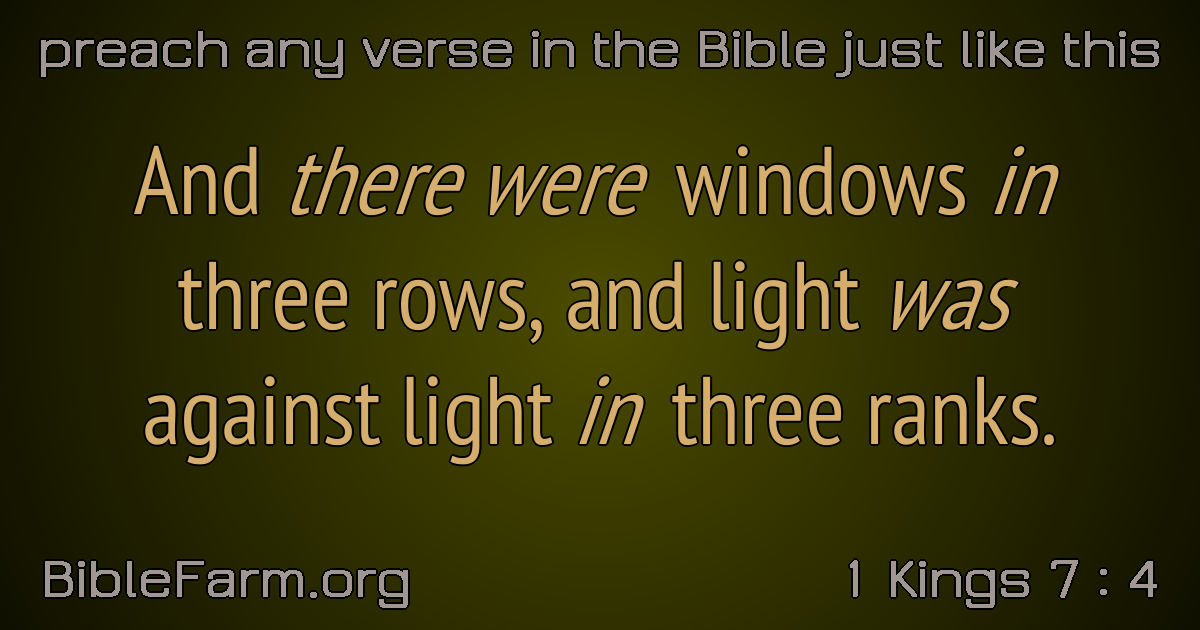 preach any verse in the Bible just like this
And there were windows in
three rows, and light was
against light in three ranks.
BibleFarm.org
1 Kings 7 : 4